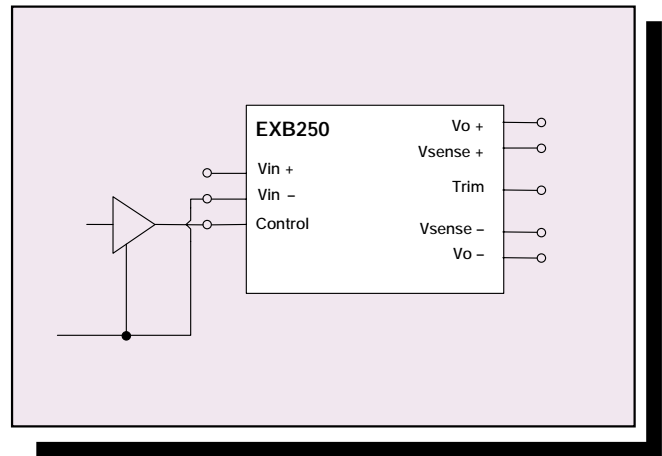 EXB250
Vin +
Vin –
Control
Vo +
Vsense +
Trim
Vsense –
Vo –